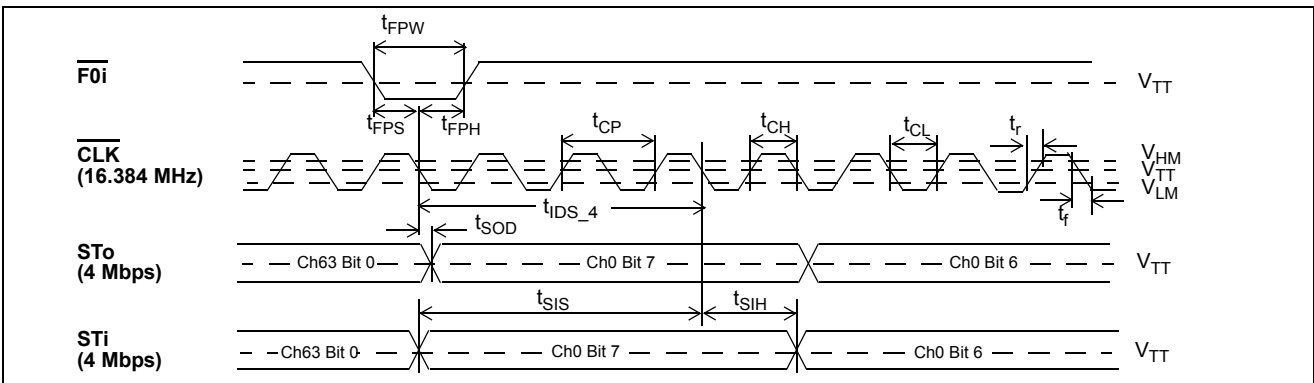 tFPW
F0i
VTT
tFPS
tFPH
tCP
tCH
tCL
tr
CLK
(16.384 MHz)
VHM
VTT
VLM
tIDS_4
tf
tSOD
STo
(4 Mbps)
Ch63 Bit 0
Ch0 Bit 7
Ch0 Bit 6
VTT
tSIS
tSIH
STi
(4 Mbps)
Ch63 Bit 0
Ch0 Bit 7
Ch0 Bit 6
VTT